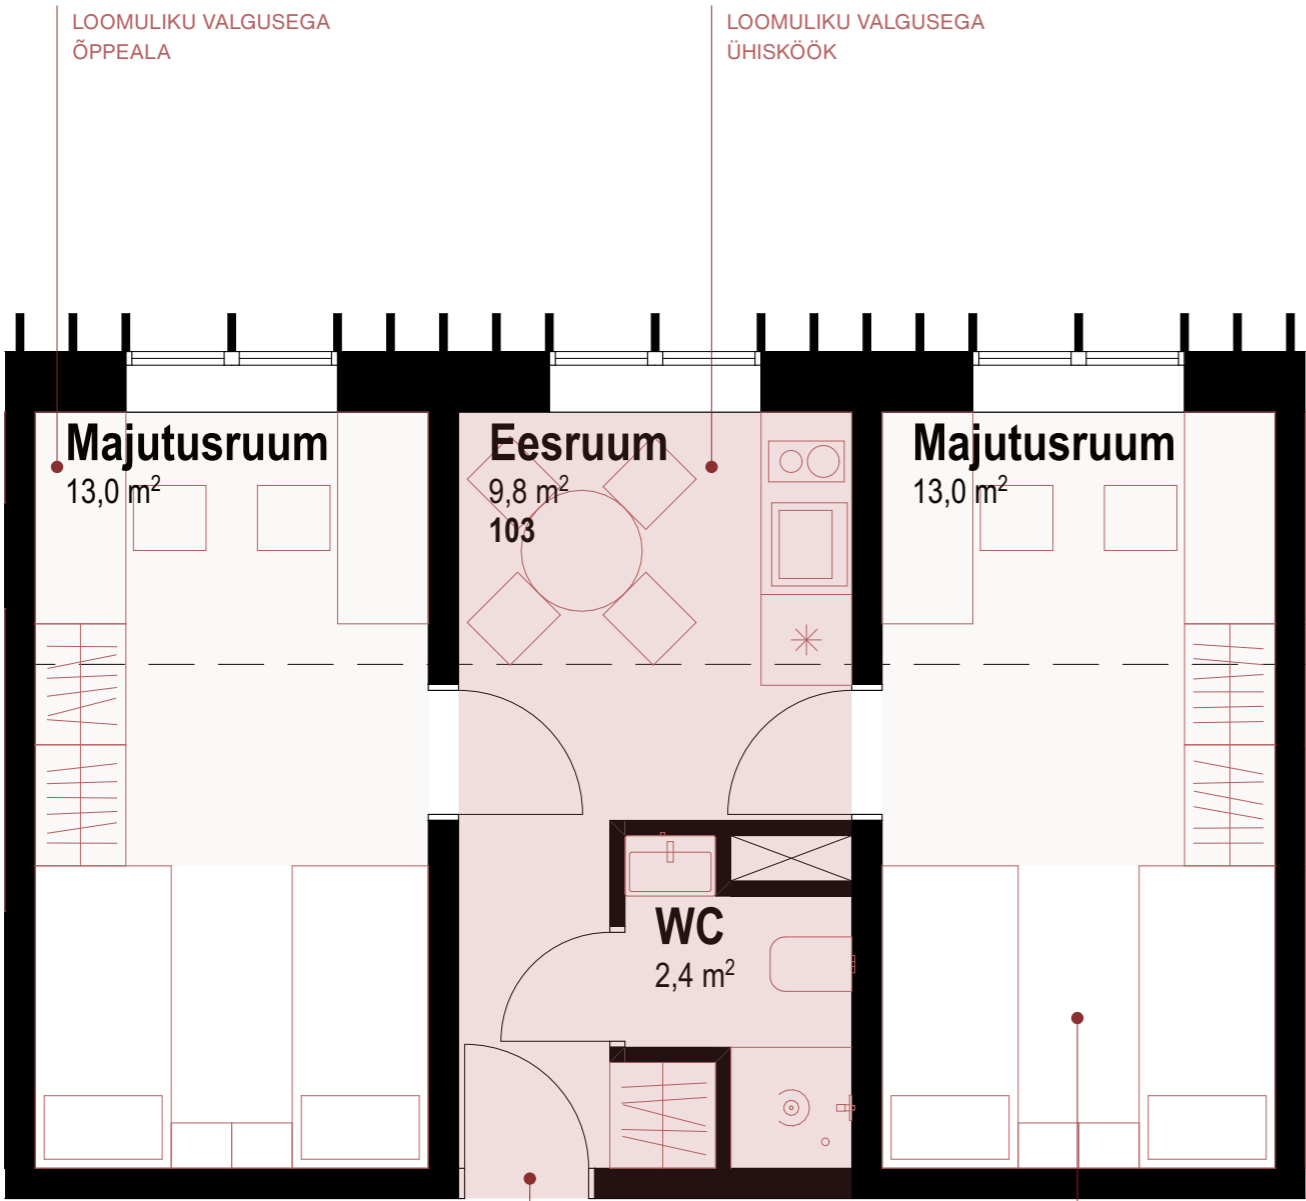 LOOMULIKU VALGUSEGA
ÕPPEALA
LOOMULIKU VALGUSEGA
ÜHISKÖÖK
Majutusruum
13,0 m²
Eesruum
9,8 m²
103
Majutusruum
13,0 m²
WC
2,4 m²